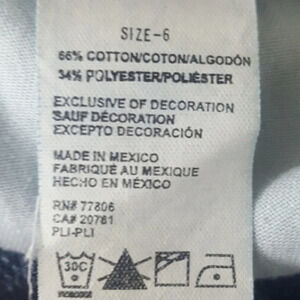 SIZE-6
66% COTTON/COTON/ALGODÓN
34% POLYESTER/POLIÉSTER
EXCLUSIVE OF DECORATION
SAUF DÉCORATION
EXCEPTO DECORACIÓN
MADE IN MEXICO
FABRIQUÉ AU MEXIQUE
HECHO EN MÉXICO
RN# 77806
CA# 20781
PLI-PLI
30C